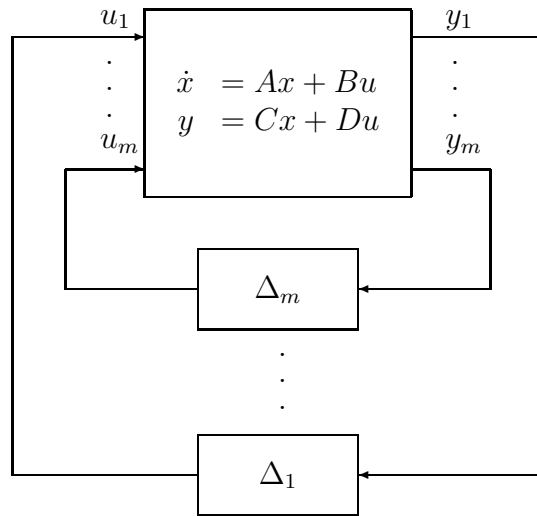 u₁
y₁
ẋ = Ax + Bu
y = Cx + Du
uₘ
yₘ
Δₘ
Δ₁